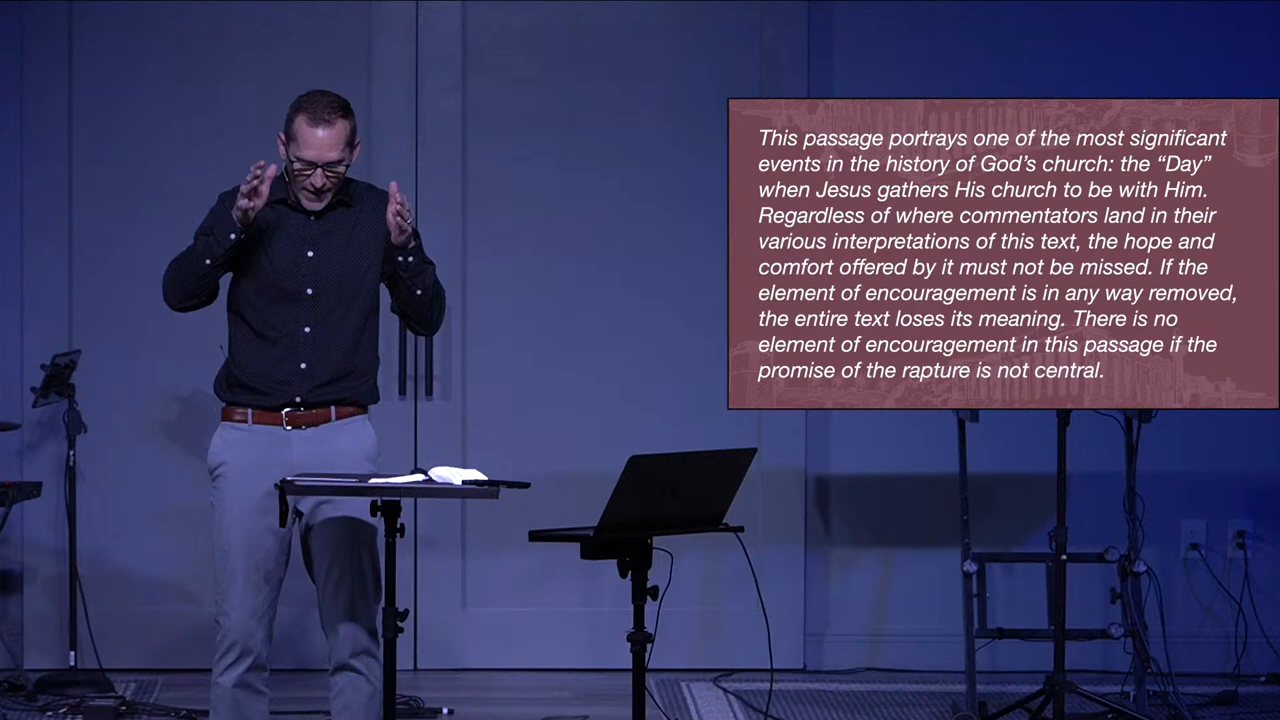 This passage portrays one of the most significant
events in the history of God’s church: the “Day”
when Jesus gathers His church to be with Him.
Regardless of where commentators land in their
various interpretations of this text, the hope and
comfort offered by it must not be missed. If the
element of encouragement is in any way removed,
the entire text loses its meaning. There is no
element of encouragement in this passage if the
promise of the rapture is not central.